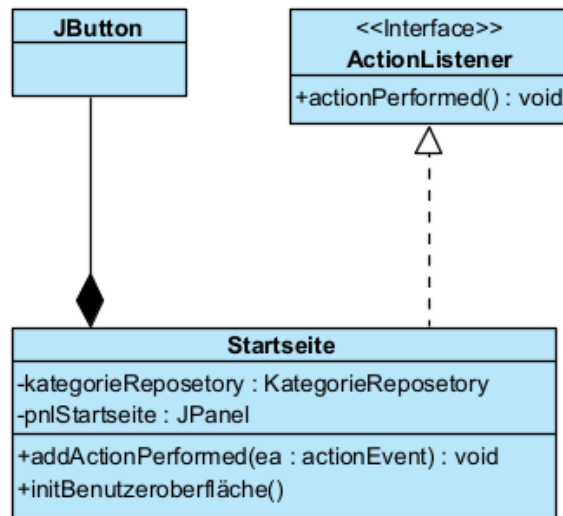 JButton
<<Interface>>
ActionListener
+actionPerformed() : void
Startseite
-kategorieReposetory : KategorieReposetory
-pnlStartseite : JPanel
+addActionPerformed(ea : actionEvent) : void
+initBenutzeroberfläche()